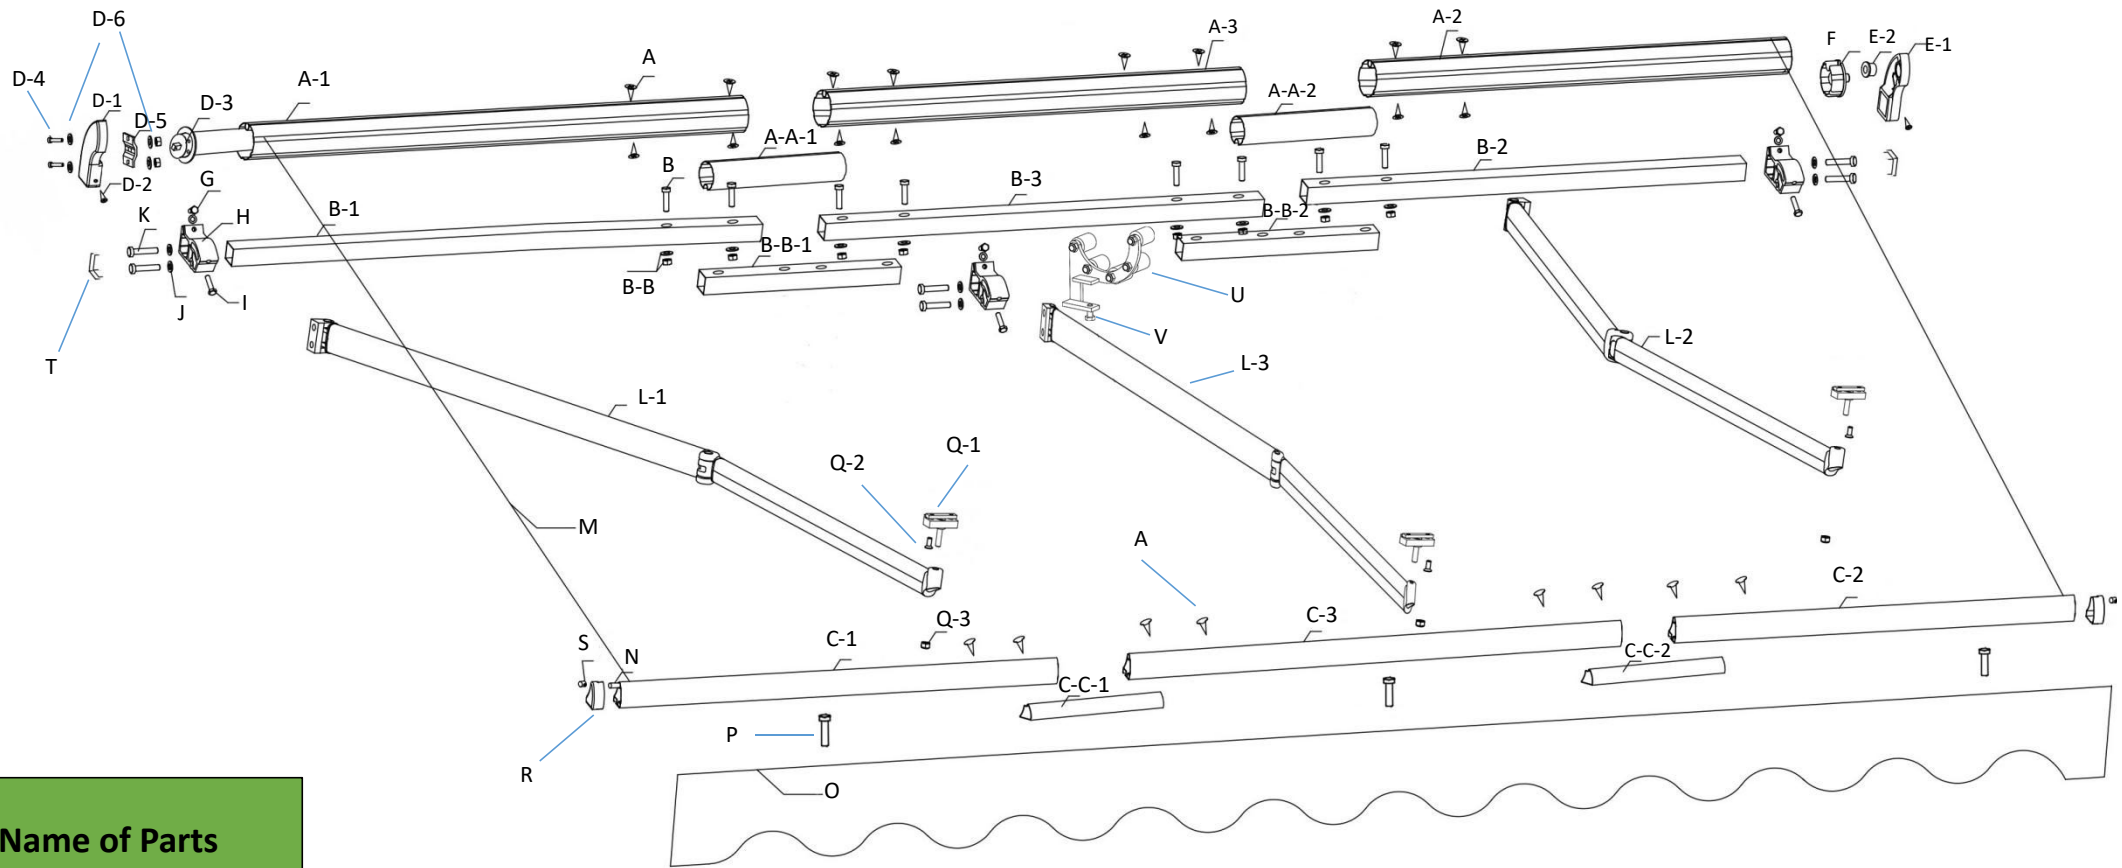 D-6
A-2
A-3
F
E-2
E-1
D-4
A
A-1
D-1
D-3
D-5
A-A-2
A-A-1
D-2
G
B
B-2
K
H
B-1
B-3
B-B-2
B-B-1
B-B
J
I
U
T
V
L-3
L-2
L-1
Q-2
Q-1
M
A
C-2
Q-3
C-1
C-3
S
N
C-C-2
C-C-1
P
R
O
Name of Parts